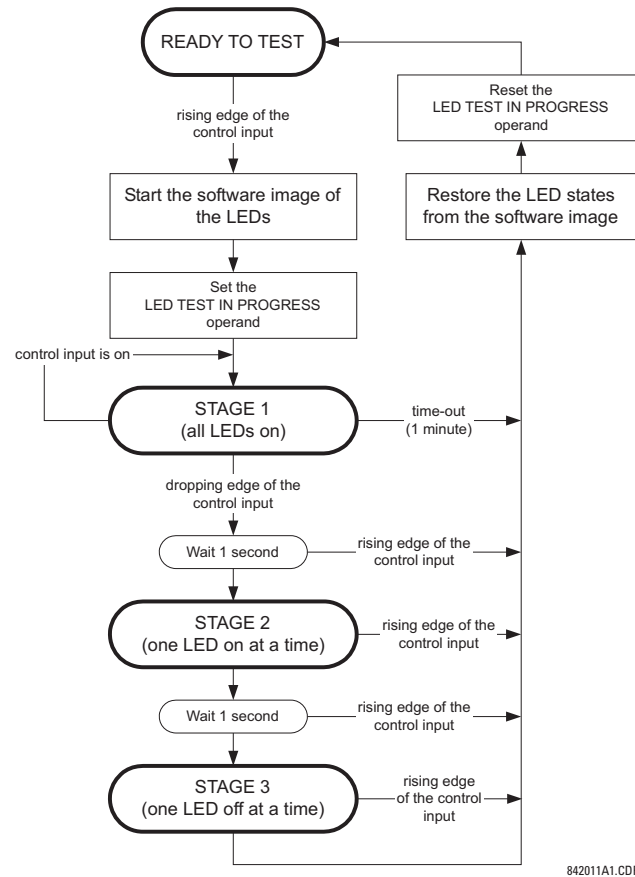 READY TO TEST
rising edge of the
control input
Start the software image of
the LEDs
Set the
LED TEST IN PROGRESS
operand
control input is on
STAGE 1
(all LEDs on)
time-out
(1 minute)
dropping edge of the
control input
Wait 1 second
rising edge of the
control input
STAGE 2
(one LED on at a time)
rising edge of the
control input
Wait 1 second
rising edge of the
control input
STAGE 3
(one LED off at a time)
rising edge
of the control
input
Reset the
LED TEST IN PROGRESS
operand
Restore the LED states
from the software image